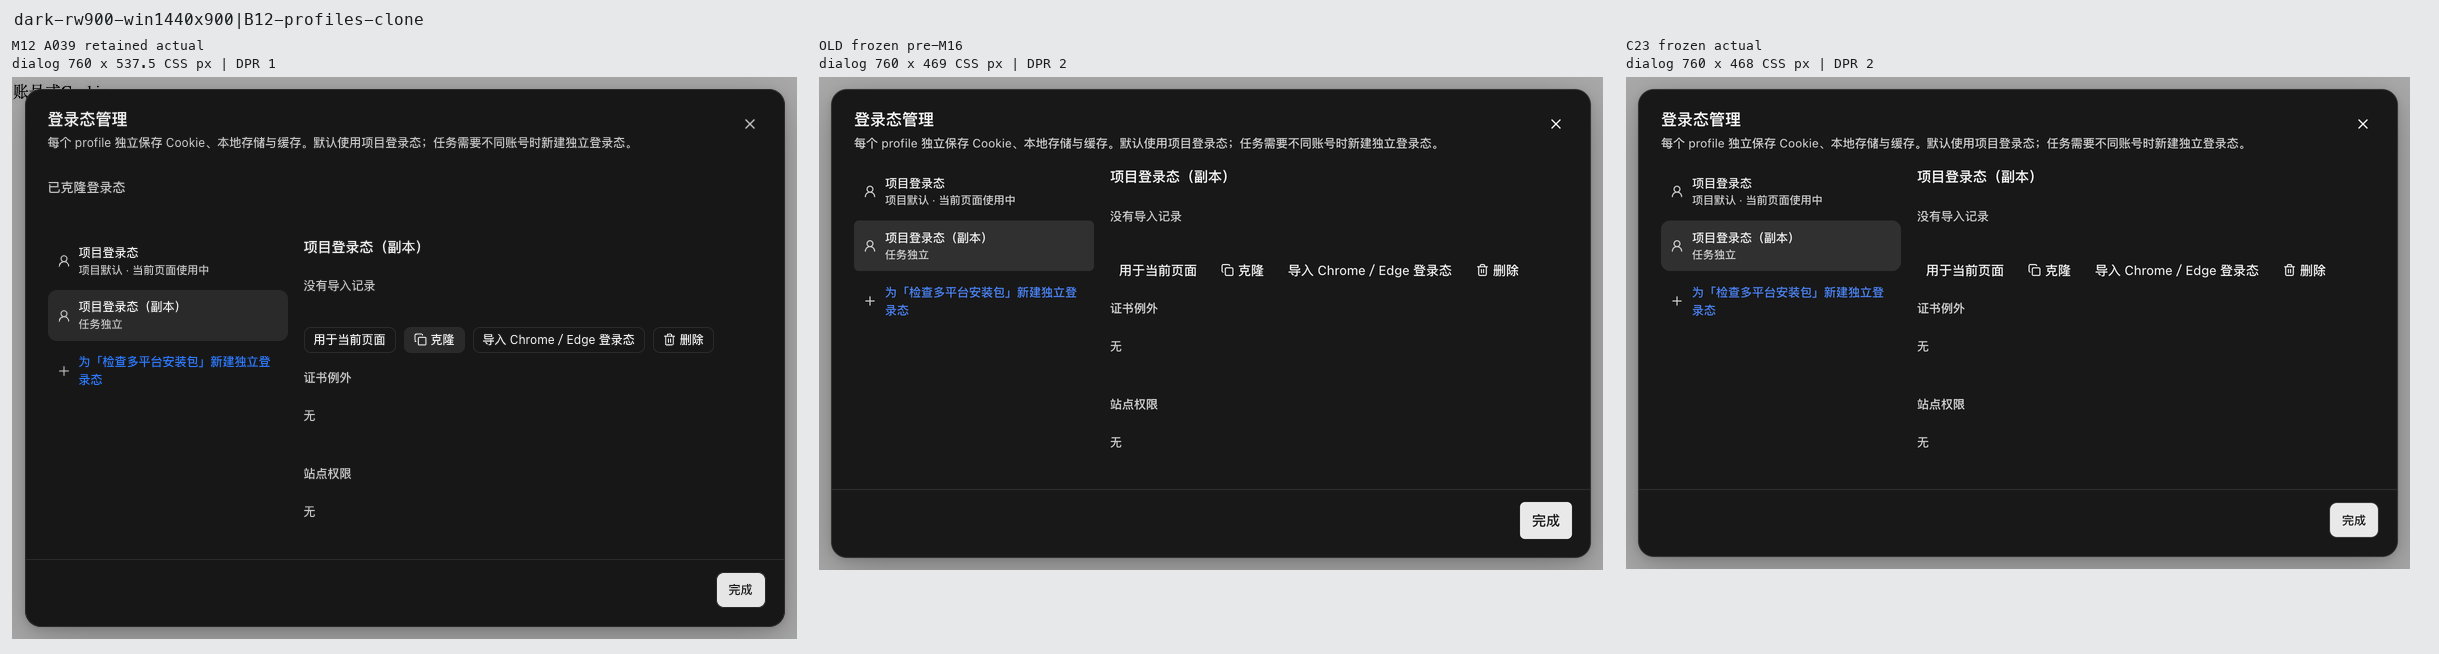 dark-rw900-win1440x900|B12-profiles-clone
M12 A039 retained actual
dialog 760 x 537.5 CSS px | DPR 1
登录态管理
每个 profile 独立保存 Cookie、本地存储与缓存。默认使用项目登录态；任务需要不同账号时新建独立登录态。
已克隆登录态
项目登录态
项目默认 · 当前页面使用中
项目登录态（副本）
任务独立
为「检查多平台安装包」新建独立登
录态
项目登录态（副本）
没有导入记录
用于当前页面 克隆 导入 Chrome / Edge 登录态 删除
证书例外
无
站点权限
无
完成
OLD frozen pre-M16
dialog 760 x 469 CSS px | DPR 2
登录态管理
每个 profile 独立保存 Cookie、本地存储与缓存。默认使用项目登录态；任务需要不同账号时新建独立登录态。
项目登录态
项目默认 · 当前页面使用中
项目登录态（副本）
任务独立
为「检查多平台安装包」新建独立登
录态
项目登录态（副本）
没有导入记录
用于当前页面 克隆 导入 Chrome / Edge 登录态 删除
证书例外
无
站点权限
无
完成
C23 frozen actual
dialog 760 x 468 CSS px | DPR 2
登录态管理
每个 profile 独立保存 Cookie、本地存储与缓存。默认使用项目登录态；任务需要不同账号时新建独立登录态。
项目登录态
项目默认 · 当前页面使用中
项目登录态（副本）
任务独立
为「检查多平台安装包」新建独立登
录态
项目登录态（副本）
没有导入记录
用于当前页面 克隆 导入 Chrome / Edge 登录态 删除
证书例外
无
站点权限
无
完成